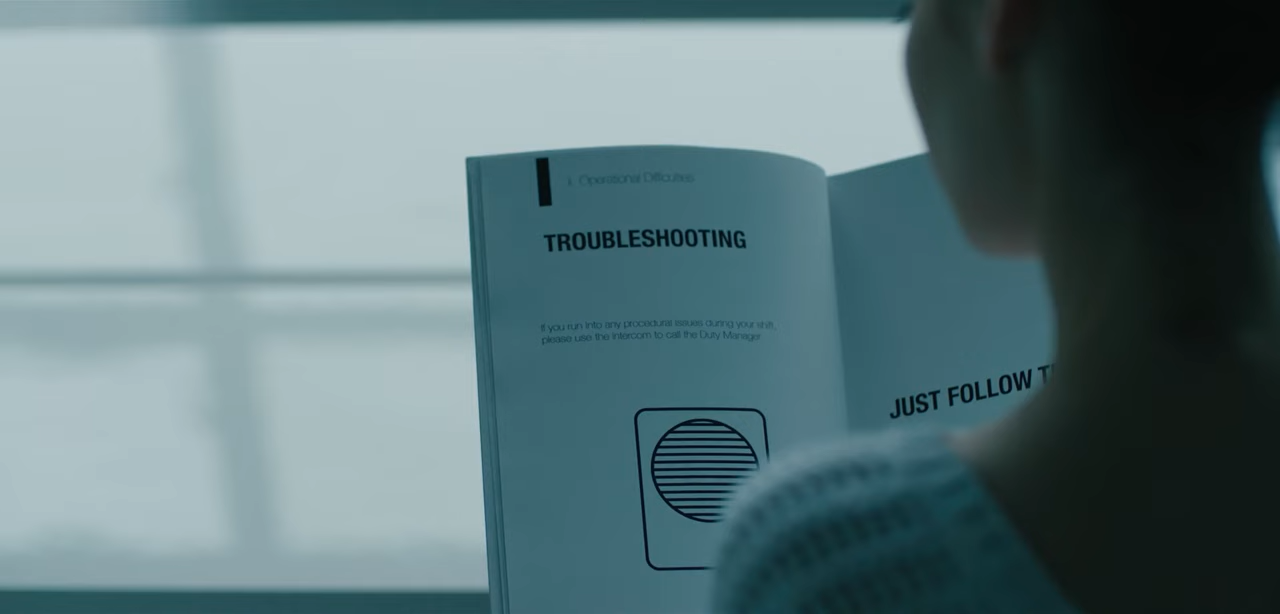 Operational Difficulties
TROUBLESHOOTING
If you run into any procedural issues during your shift,
please use the intercom to call the Duty Manager
JUST FOLLOW